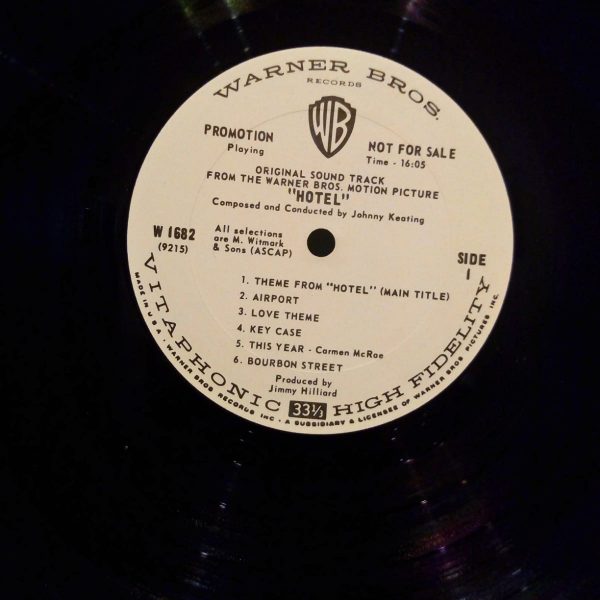 WARNER BROS.
RECORDS
WB
PROMOTION
Playing
NOT FOR SALE
Time - 16:05
ORIGINAL SOUND TRACK
FROM THE WARNER BROS. MOTION PICTURE
"HOTEL"
Composed and Conducted by Johnny Keating
W 1682
(9215)
All selections
are M. Witmark
& Sons (ASCAP)
SIDE
1
1. THEME FROM "HOTEL" (MAIN TITLE)
2. AIRPORT
3. LOVE THEME
4. KEY CASE
5. THIS YEAR - Carmen McRae
6. BOURBON STREET
Produced by
Jimmy Hilliard
VITAPHONIC 33⅓ HIGH FIDELITY
MADE IN U.S.A. • WARNER BROS RECORDS INC. • A SUBSIDIARY & LICENSEE OF WARNER BROS. PICTURES INC.